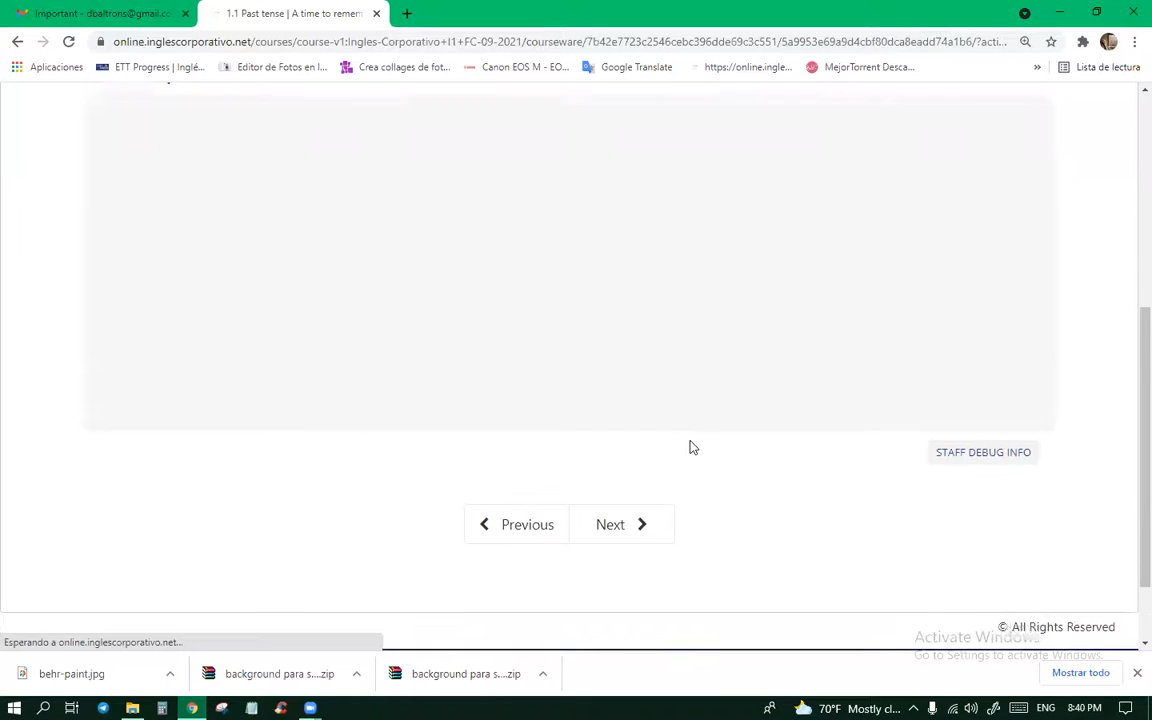 Important - dbaltrons@gmail.cc
1.1 Past tense | A time to remem
online.inglescorporativo.net/courses/course-v1:Ingles-Corporativo+I1+FC-09-2021/courseware/7b42e7723c2546cebc396dde69c3c551/5a9953e69a9d4cbf80dca8eadd74a1b6/?acti...
Aplicaciones
ETT Progress | Inglé...
Editor de Fotos en l...
Crea collages de fot...
Canon EOS M - EO...
Google Translate
https://online.ingle...
MejorTorrent Desca...
»
Lista de lectura
STAFF DEBUG INFO
Previous
Next
© All Rights Reserved
Activate Windows
Go to Settings to activate Windows.
Esperando a online.inglescorporativo.net...
behr-paint.jpg
background para s....zip
background para s....zip
Mostrar todo
70°F Mostly cl...
ENG
8:40 PM